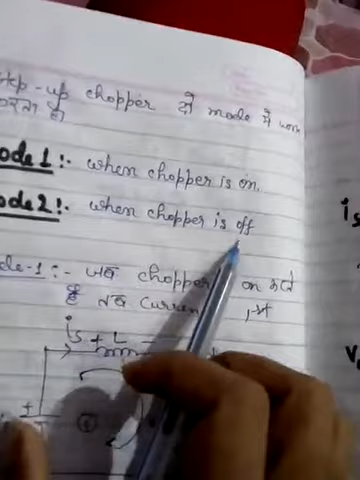 step-up chopper दो mode में work
करता है
Mode 1:- when chopper is on.
Mode 2:- when chopper is off
mode-1:- जब chopper on करते
है तब current 1st
is + L -